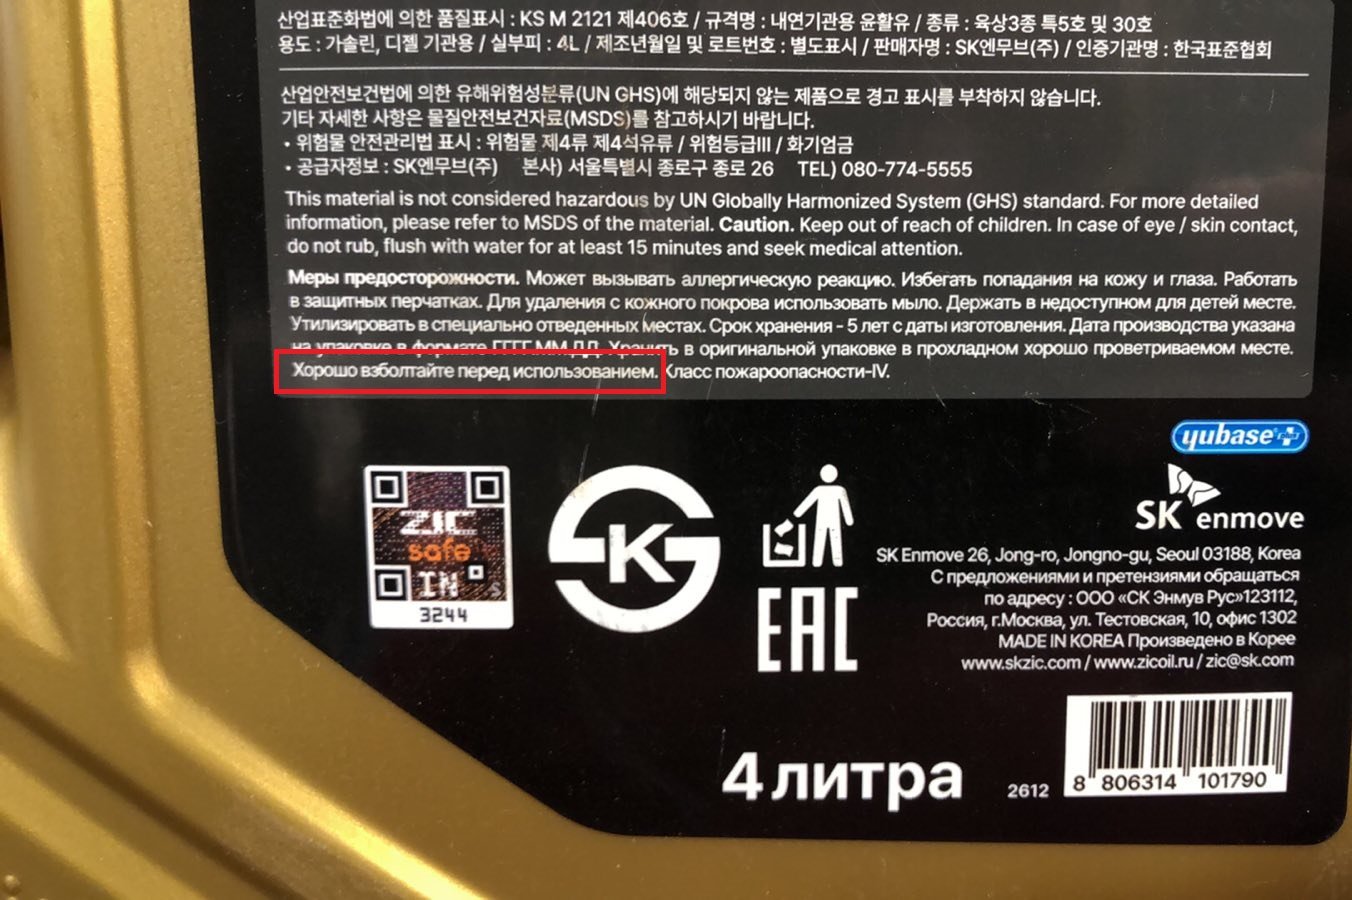 산업표준화법에 의한 품질표시 : KS M 2121 제406호 / 규격명 : 내연기관용 윤활유 / 종류 : 육상3종 특5호 및 30호
용도 : 가솔린, 디젤 기관용 / 실부피 : 4L / 제조년월일 및 로트번호 : 별도표시 / 판매자명 : SK엔무브(주) / 인증기관명 : 한국표준협회
산업안전보건법에 의한 유해위험성분류(UN GHS)에 해당되지 않는 제품으로 경고 표시를 부착하지 않습니다.
기타 자세한 사항은 물질안전보건자료(MSDS)를 참고하시기 바랍니다.
• 위험물 안전관리법 표시 : 위험물 제4류 제4석유류 / 위험등급III / 화기엄금
• 공급자정보 : SK엔무브(주) 본사) 서울특별시 종로구 종로 26 TEL) 080-774-5555
This material is not considered hazardous by UN Globally Harmonized System (GHS) standard. For more detailed
information, please refer to MSDS of the material. Caution. Keep out of reach of children. In case of eye / skin contact,
do not rub, flush with water for at least 15 minutes and seek medical attention.
Меры предосторожности. Может вызывать аллергическую реакцию. Избегать попадания на кожу и глаза. Работать
в защитных перчатках. Для удаления с кожного покрова использовать мыло. Держать в недоступном для детей месте.
Утилизировать в специально отведенных местах. Срок хранения - 5 лет с даты изготовления. Дата производства указана
на упаковке в формате ГГГГ.ММ.ДД. Хранить в оригинальной упаковке в прохладном хорошо проветриваемом месте.
Хорошо взболтайте перед использованием. Класс пожароопасности-IV.
yubase+
SK enmove
ZIC
safe
IN
S
3244
K
EAC
SK Enmove 26, Jong-ro, Jongno-gu, Seoul 03188, Korea
С предложениями и претензиями обращаться
по адресу : ООО «СК Энмув Рус»123112,
Россия, г.Москва, ул. Тестовская, 10, офис 1302
MADE IN KOREA Произведено в Корее
www.skzic.com / www.zicoil.ru / zic@sk.com
4 литра
2612
8 806314 101790